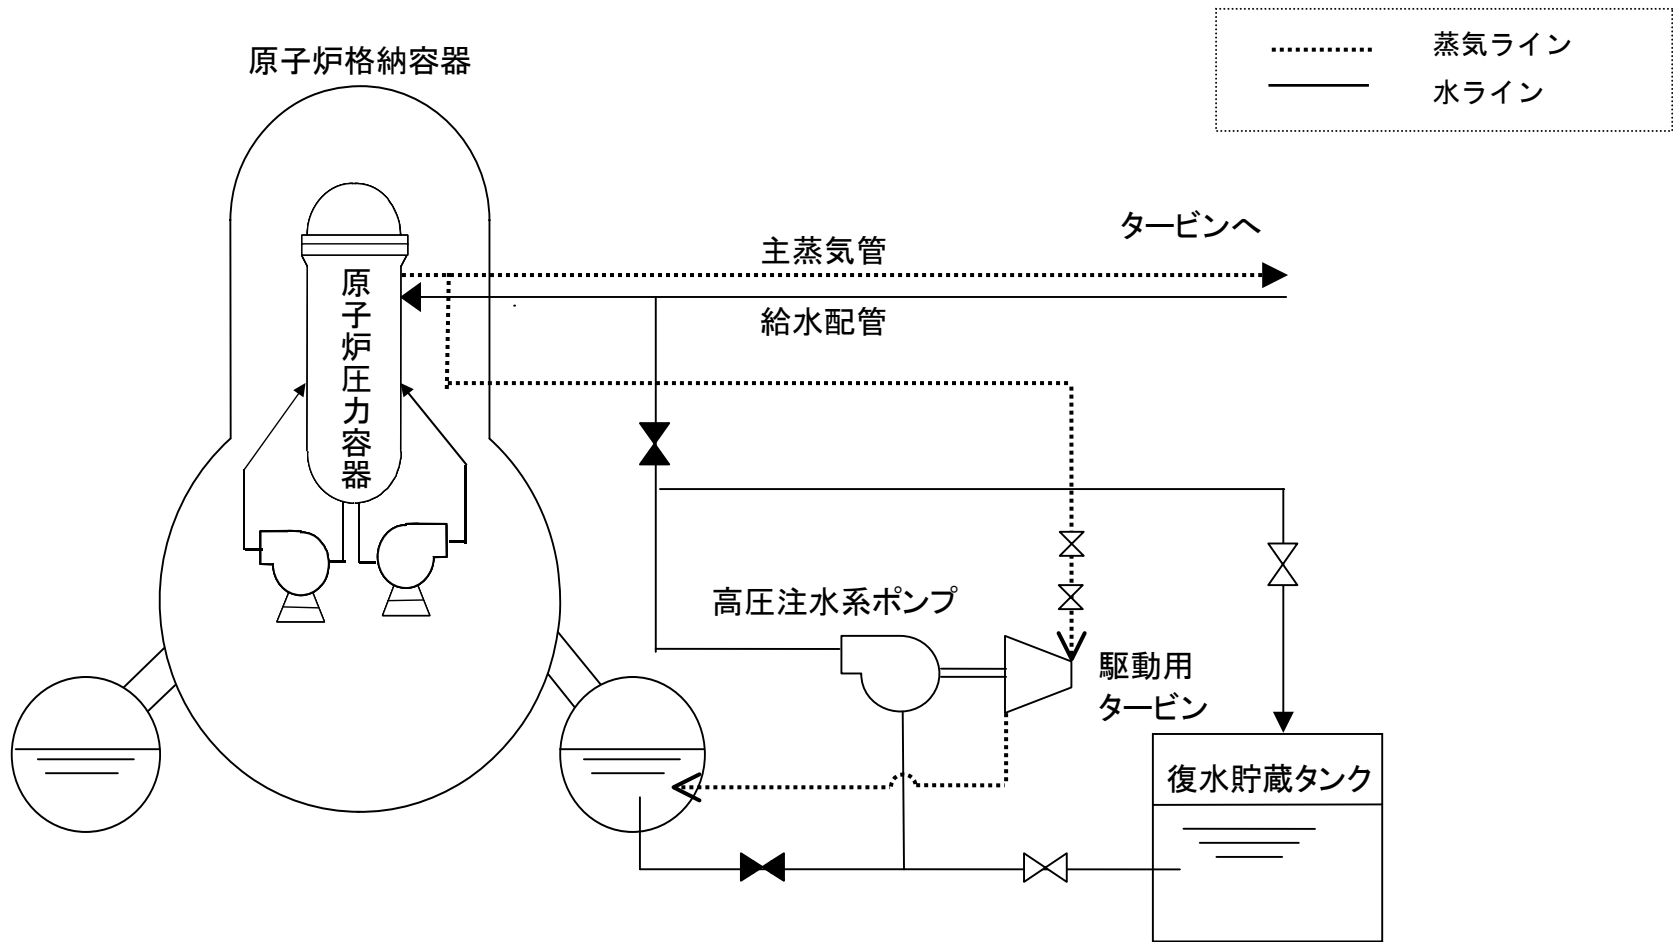 蒸気ライン
水ライン
原子炉格納容器
タービンへ
主蒸気管
給水配管
原子炉圧力容器
高圧注水系ポンプ
駆動用
タービン
復水貯蔵タンク